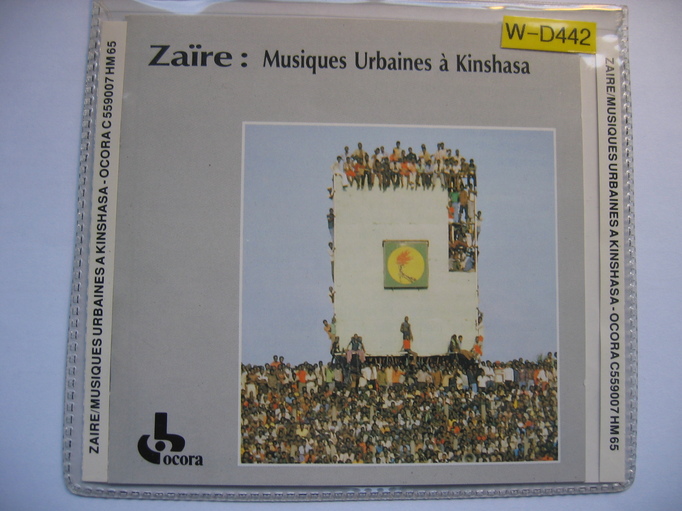 W-D442
Zaïre : Musiques Urbaines à Kinshasa
ZAIRE/MUSIQUES URBAINES A KINSHASA - OCORA C 559007 HM 65
ZAIRE/MUSIQUES URBAINES A KINSHASA - OCORA C 559007 HM 65
ocora